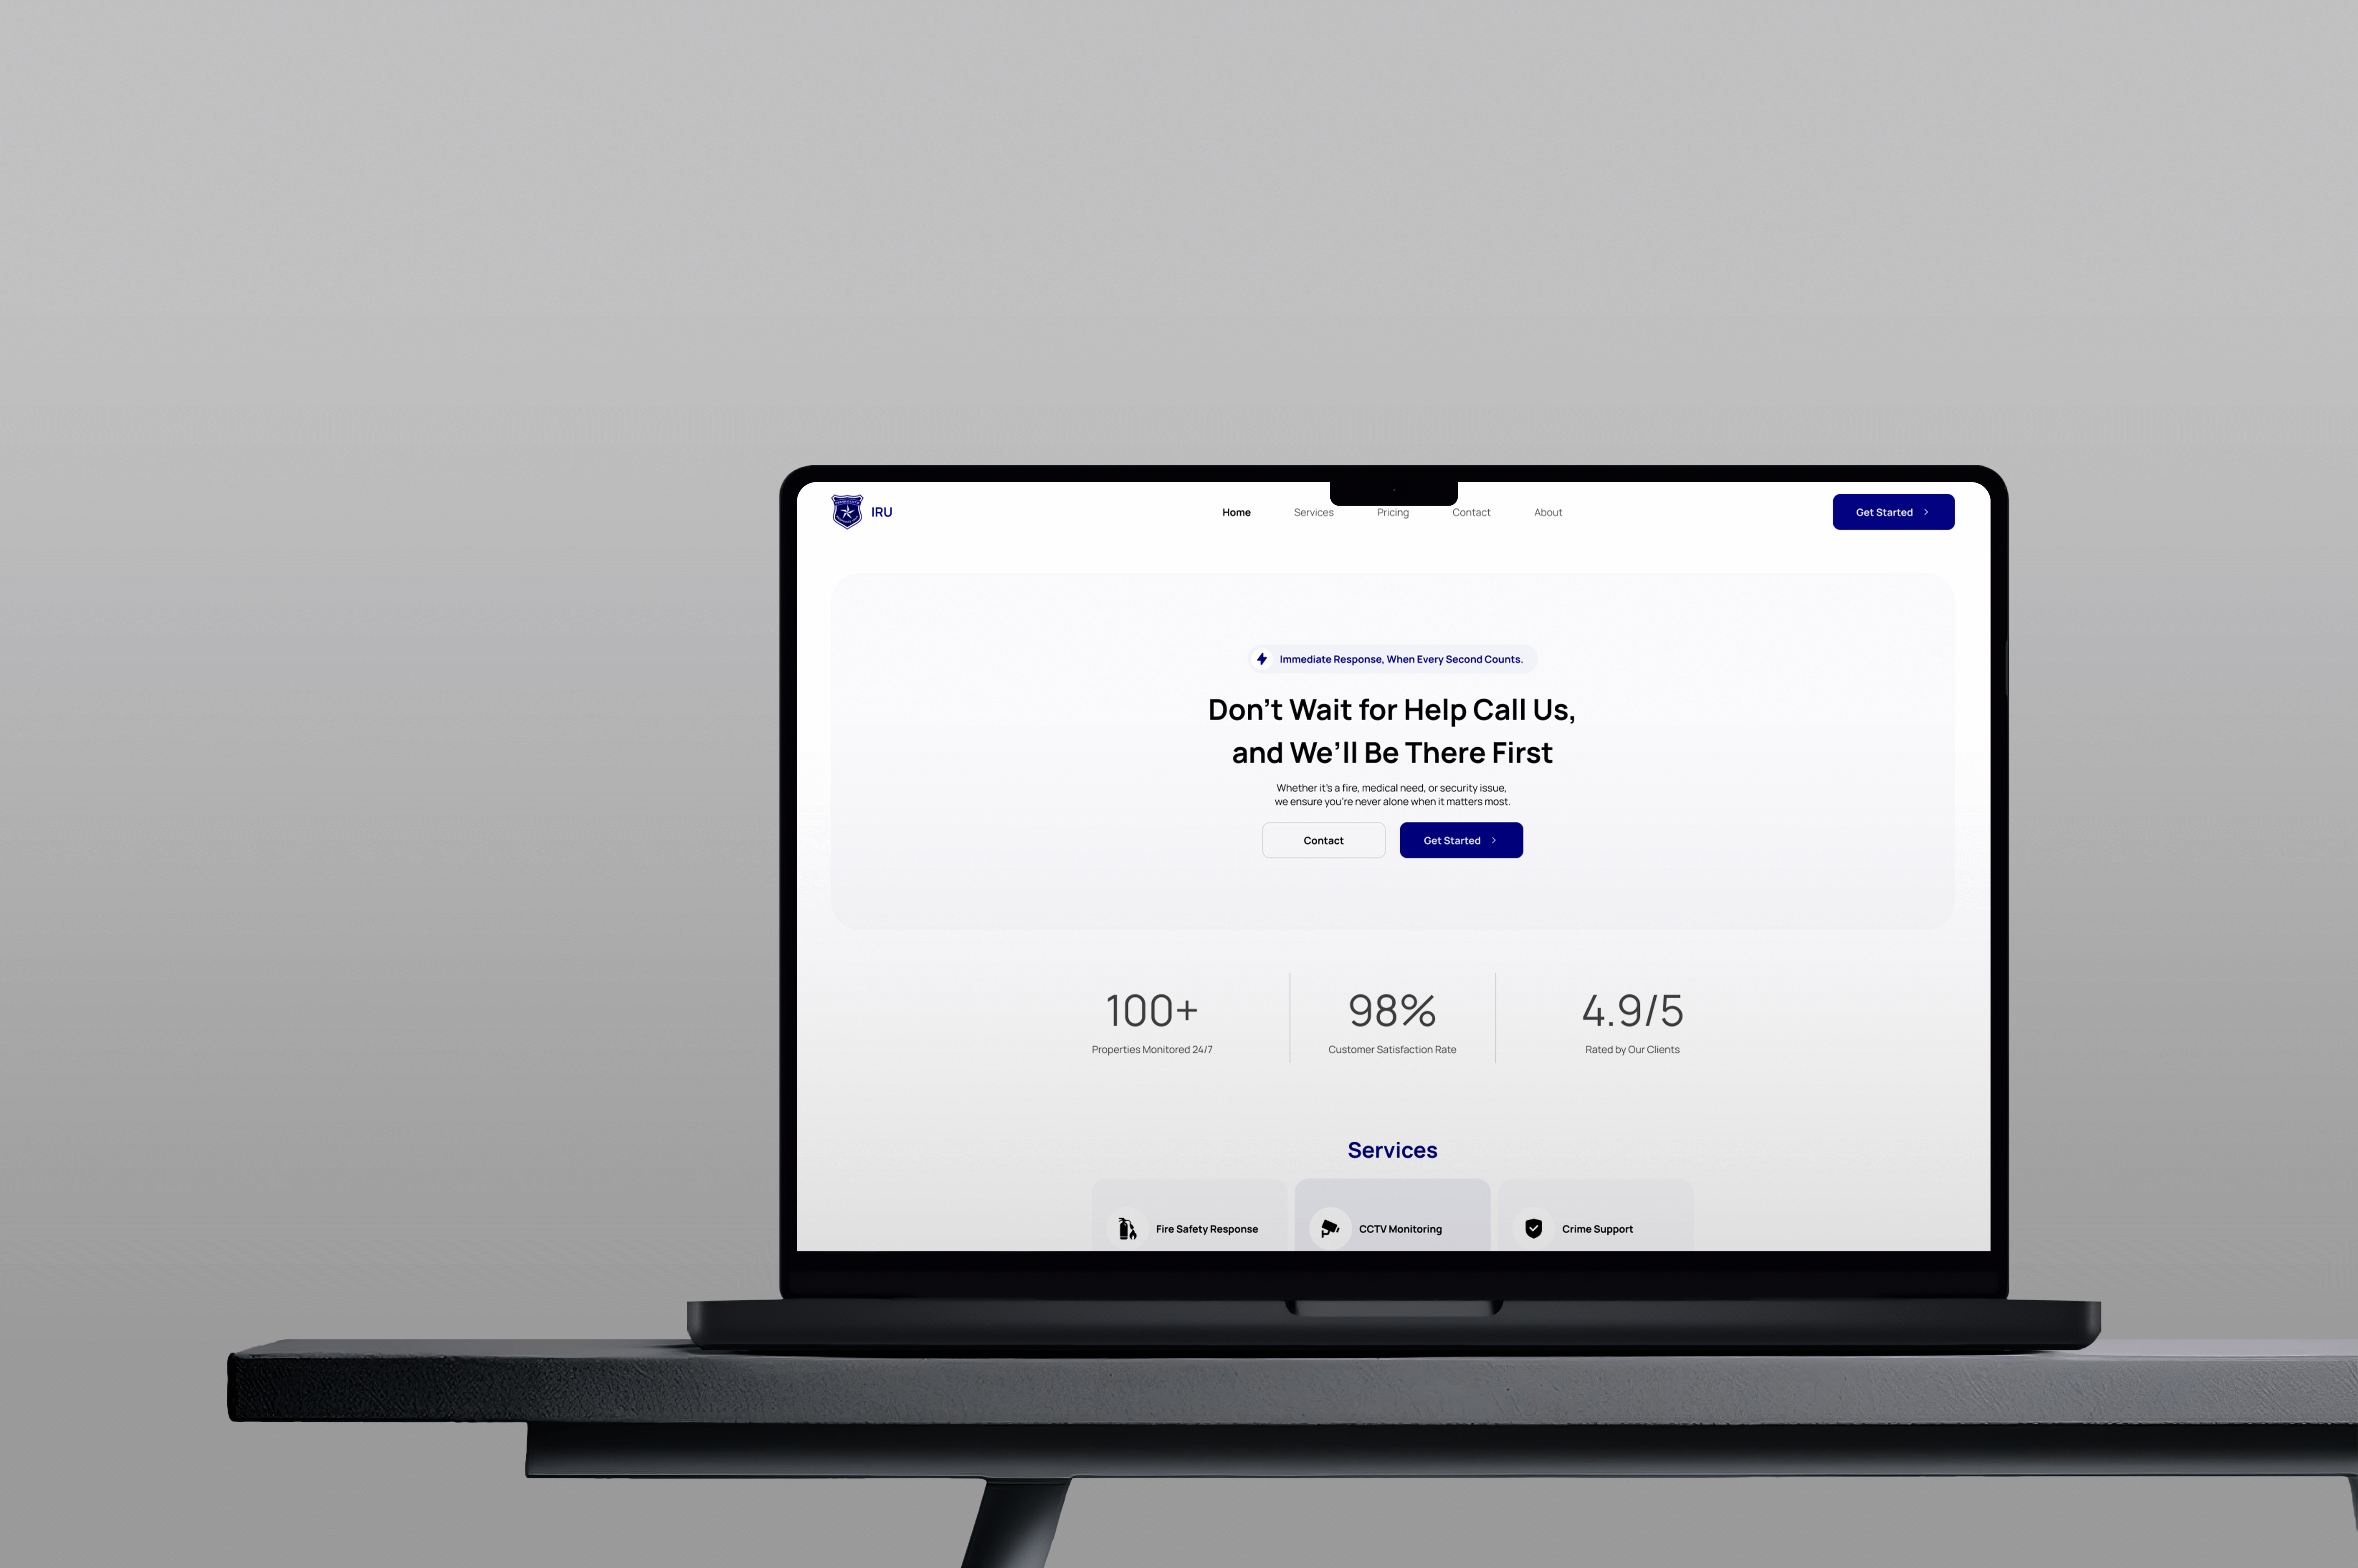 IRU
Home
Services
Pricing
Contact
About
Get Started
Immediate Response, When Every Second Counts.
Don’t Wait for Help Call Us,
and We’ll Be There First
Whether it’s a fire, medical need, or security issue,
we ensure you’re never alone when it matters most.
Contact
Get Started
100+
Properties Monitored 24/7
98%
Customer Satisfaction Rate
4.9/5
Rated by Our Clients
Services
Fire Safety Response
CCTV Monitoring
Crime Support